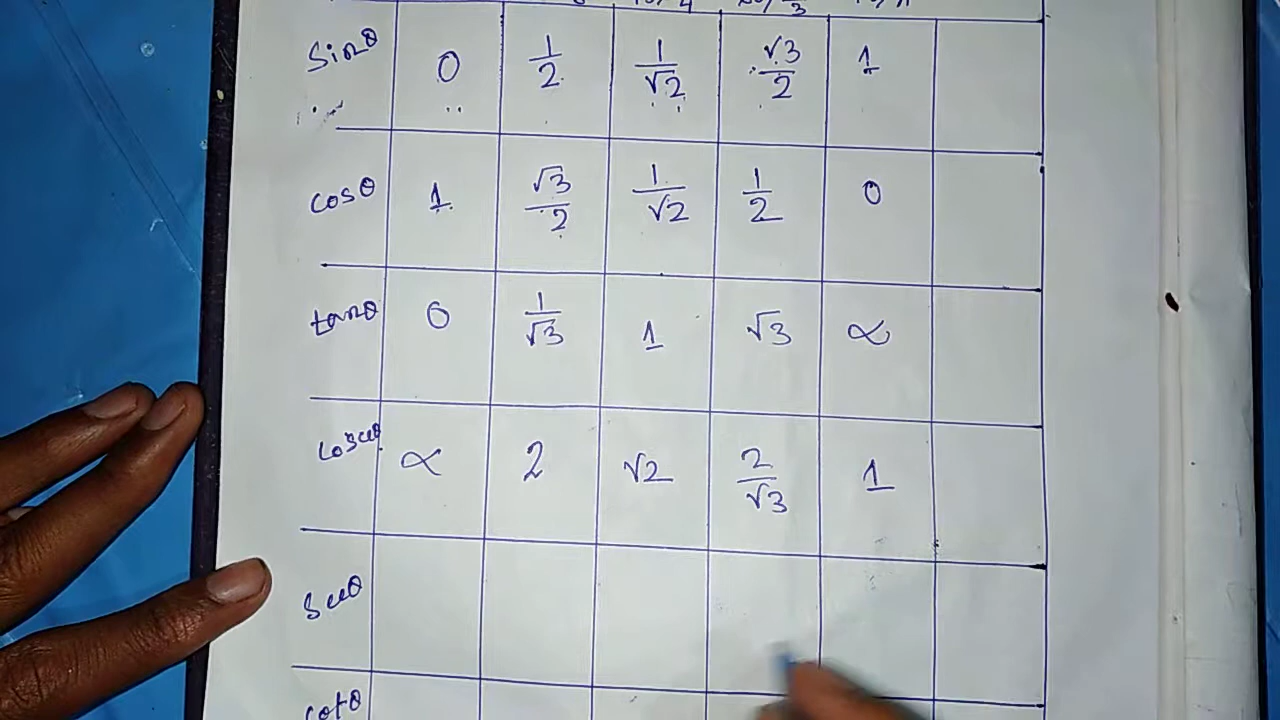 sinθ 0 1/2 1/√2 √3/2 1
cosθ 1 √3/2 1/√2 1/2 0
tanθ 0 1/√3 1 √3 ∝
cosecθ ∝ 2 √2 2/√3 1
secθ
cotθ